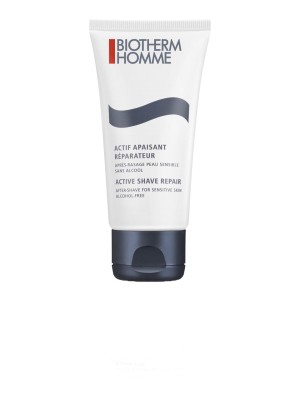 BIOTHERM
HOMME
ACTIF APAISANT
RÉPARATEUR
APRÈS-RASAGE PEAU SENSIBLE
SANS ALCOOL
ACTIVE SHAVE REPAIR
AFTERSHAVE FOR SENSITIVE SKIN
ALCOHOL-FREE